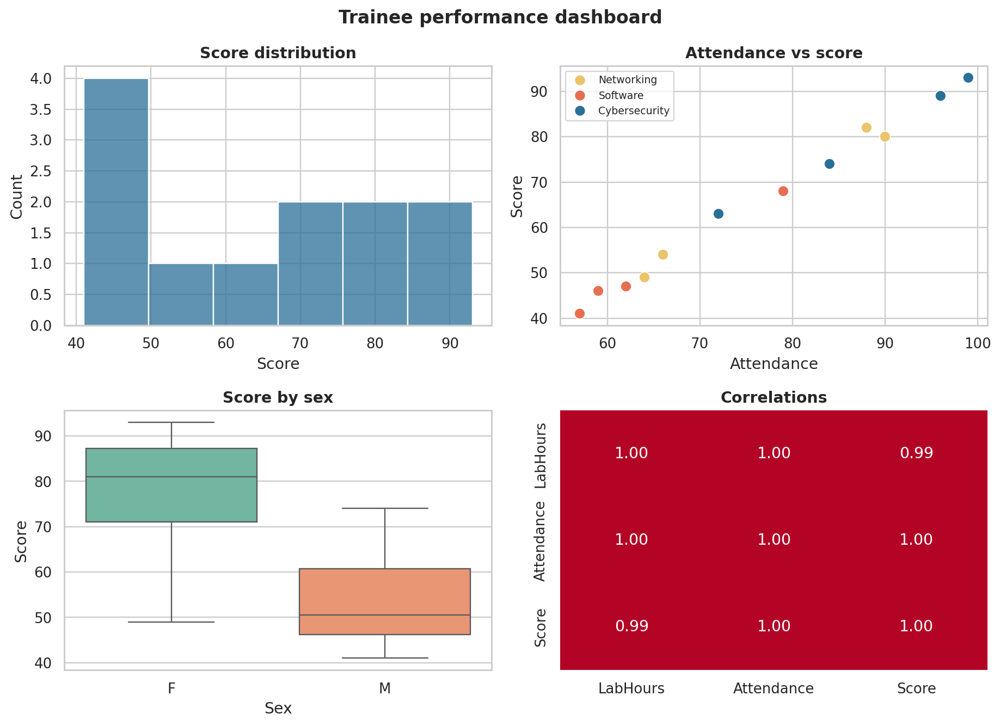 Trainee performance dashboard
Score distribution
4.0
3.5
3.0
2.5
2.0
1.5
1.0
0.5
0.0
Count
40 50 60 70 80 90
Score
Attendance vs score
Networking
Software
Cybersecurity
90
80
70
60
50
40
Score
60 70 80 90 100
Attendance
Score by sex
90
80
70
60
50
40
Score
F M
Sex
Correlations
LabHours
1.00 1.00 0.99
Attendance
1.00 1.00 1.00
Score
0.99 1.00 1.00
LabHours Attendance Score